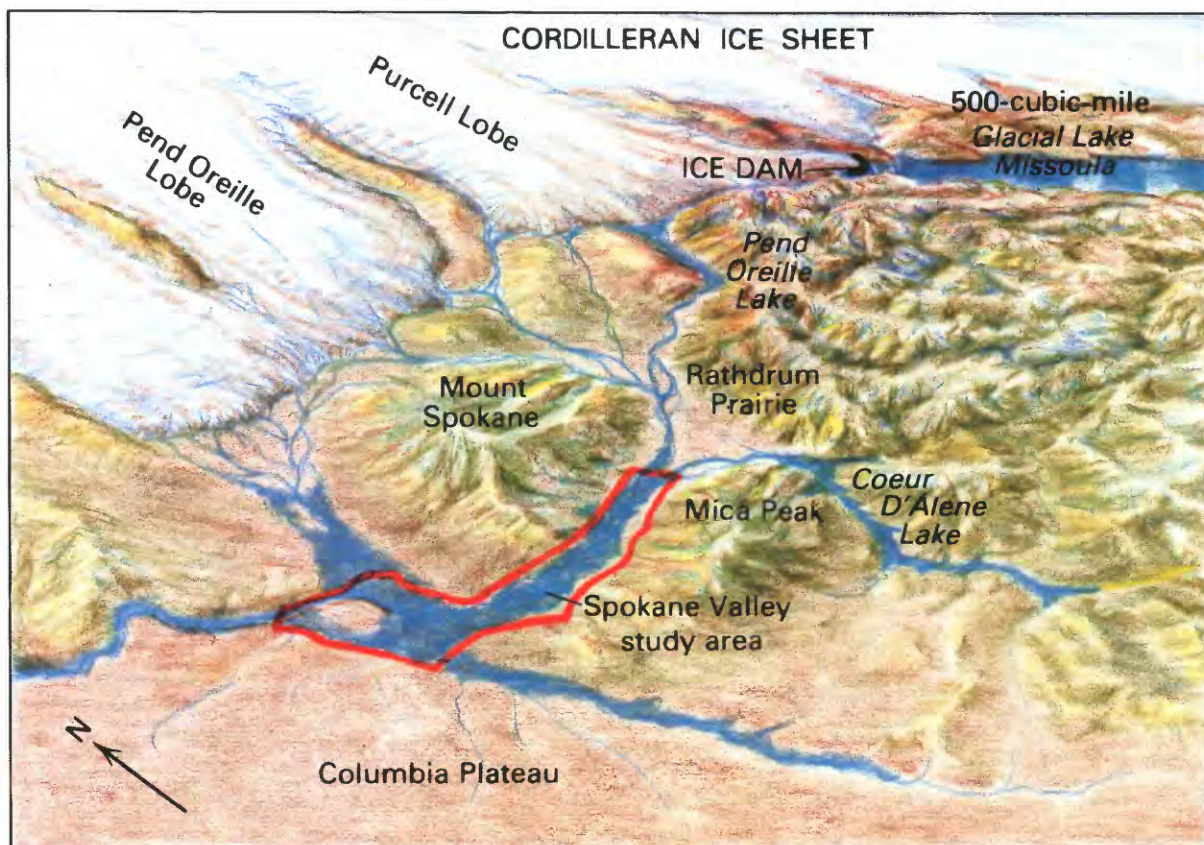 CORDILLERAN ICE SHEET
Purcell Lobe
Pend Oreille
Lobe
500-cubic-mile
Glacial Lake
Missoula
ICE DAM
Pend
Oreille
Lake
Mount
Spokane
Rathdrum
Prairie
Coeur
D'Alene
Lake
Mica Peak
Spokane Valley
study area
N
Columbia Plateau